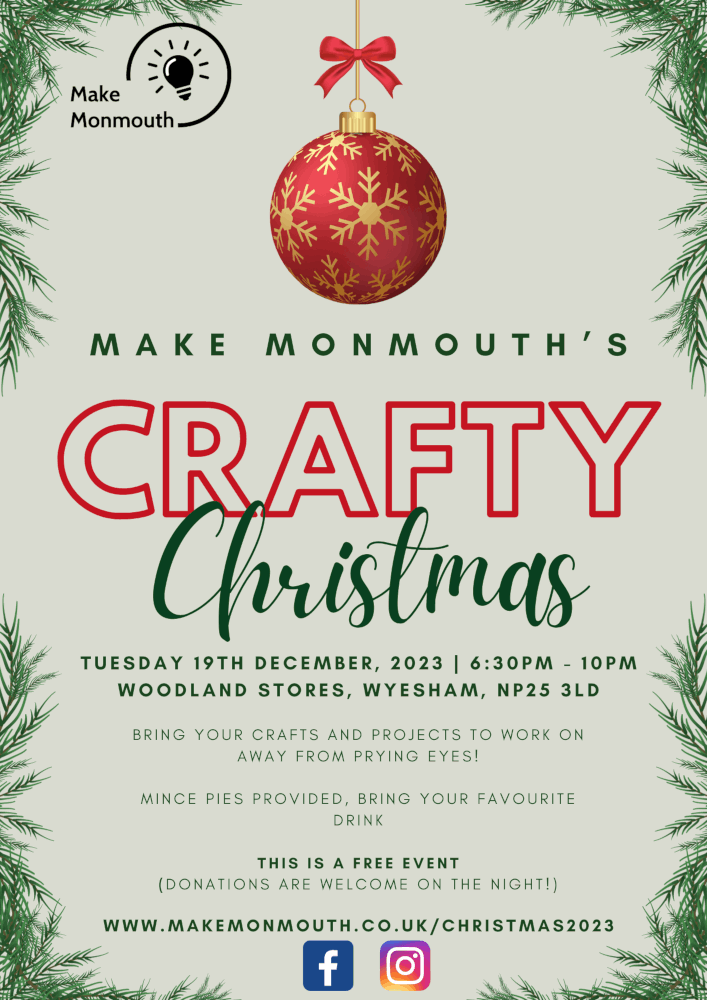 Make
Monmouth
MAKE MONMOUTH'S
CRAFTY
Christmas
TUESDAY 19TH DECEMBER, 2023 | 6:30PM - 10PM
WOODLAND STORES, WYESHAM, NP25 3LD
BRING YOUR CRAFTS AND PROJECTS TO WORK ON
AWAY FROM PRYING EYES!
MINCE PIES PROVIDED, BRING YOUR FAVOURITE
DRINK
THIS IS A FREE EVENT
(DONATIONS ARE WELCOME ON THE NIGHT!)
WWW.MAKEMONMOUTH.CO.UK/CHRISTMAS2023